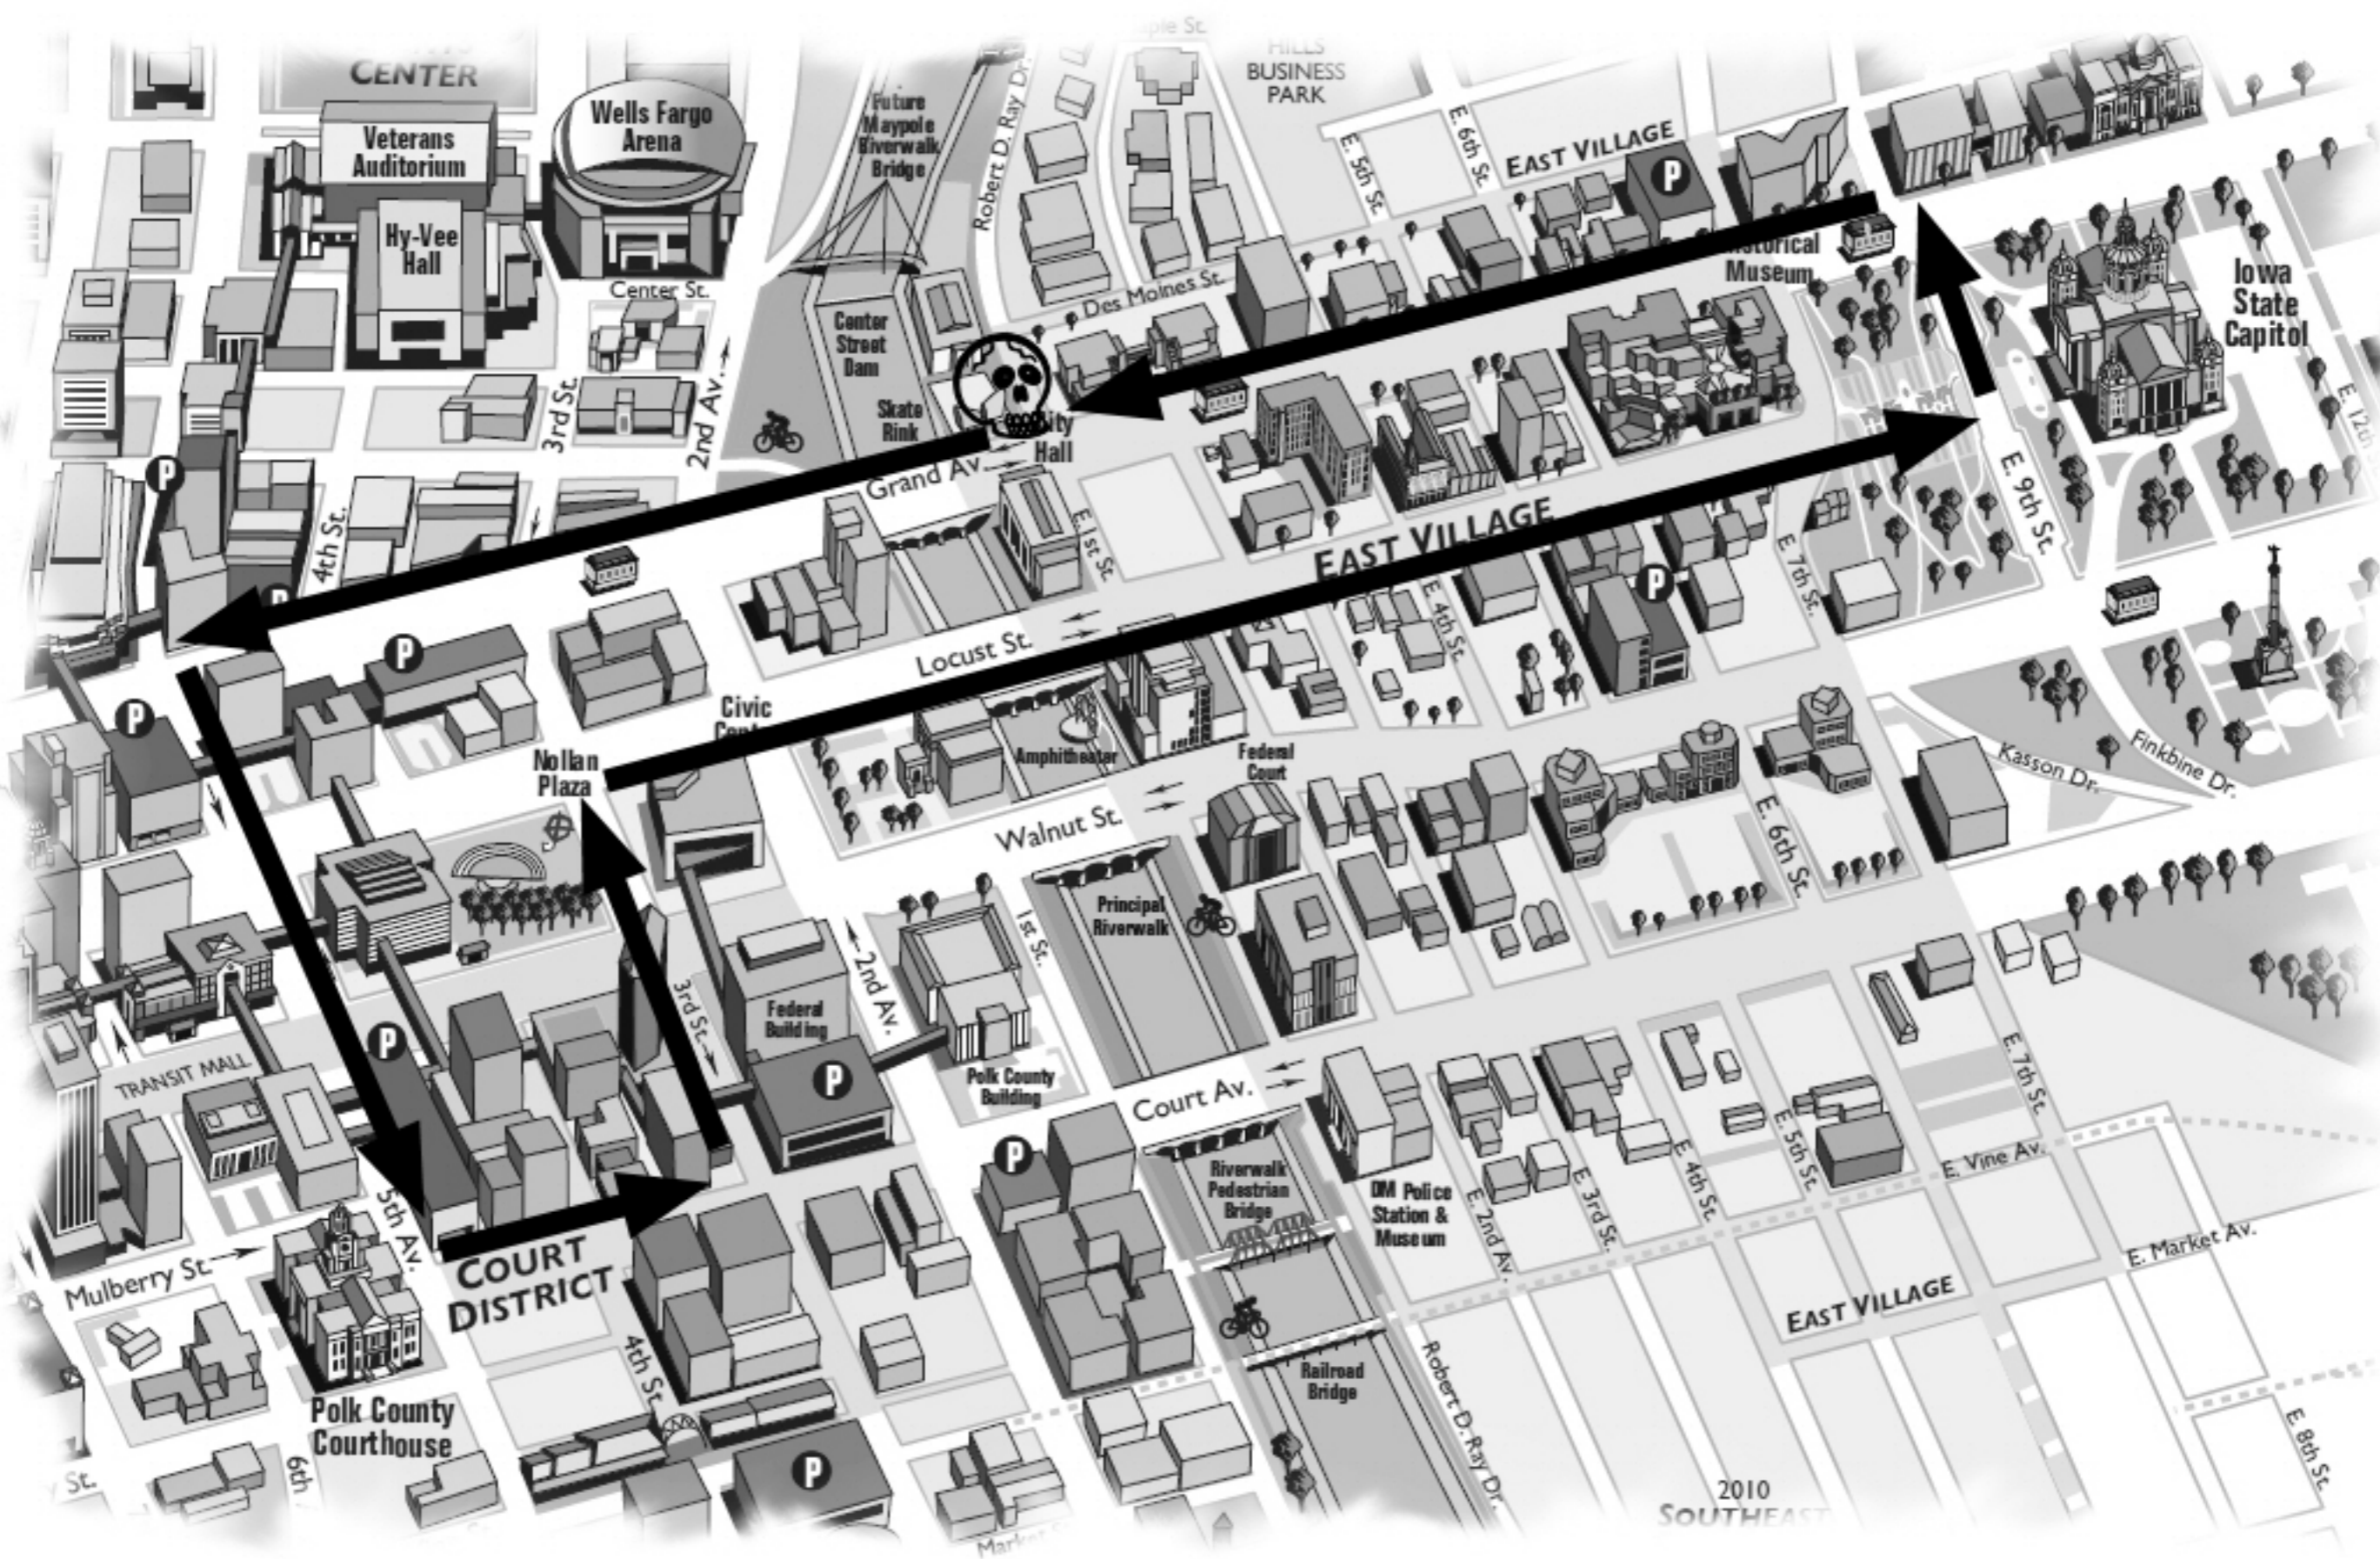 CENTER
Veterans
Auditorium
Wells Fargo
Arena
Hy-Vee
Hall
Center St.
3rd St.
2nd Av.
4th St.
P
P
P
P
Future
Maypole
Riverwalk
Bridge
Robert D. Ray Dr.
HILLS
BUSINESS
PARK
E. 5th St.
E. 6th St.
EAST VILLAGE
P
Des Moines St.
Center
Street
Dam
Skate
Rink
Hall
Grand Av.
Historical
Museum
Iowa
State
Capitol
E. 9th St.
E. 1st St.
EAST VILLAGE
P
E. 4th St.
E. 7th St.
Locust St.
Civic
Nollan
Plaza
Amphitheater
Federal
Court
Walnut St.
Kasson Dr.
Finkbine Dr.
E. 6th St.
Principal
Riverwalk
1st St.
2nd Av.
3rd St.
Federal
Building
P
P
Polk County
Building
Court Av.
TRANSIT MALL
P
Riverwalk
Pedestrian
Bridge
DM Police
Station &
Museum
E. 2nd Av.
E. 3rd St.
E. 4th St.
E. 5th St.
E. 7th St.
E. Vine Av.
E. Market Av.
EAST VILLAGE
5th Av.
Mulberry St.
COURT
DISTRICT
4th St.
Polk County
Courthouse
6th
St.
P
Railroad
Bridge
Robert D. Ray Dr.
E. 8th St.
2010
SOUTHEAST
Market